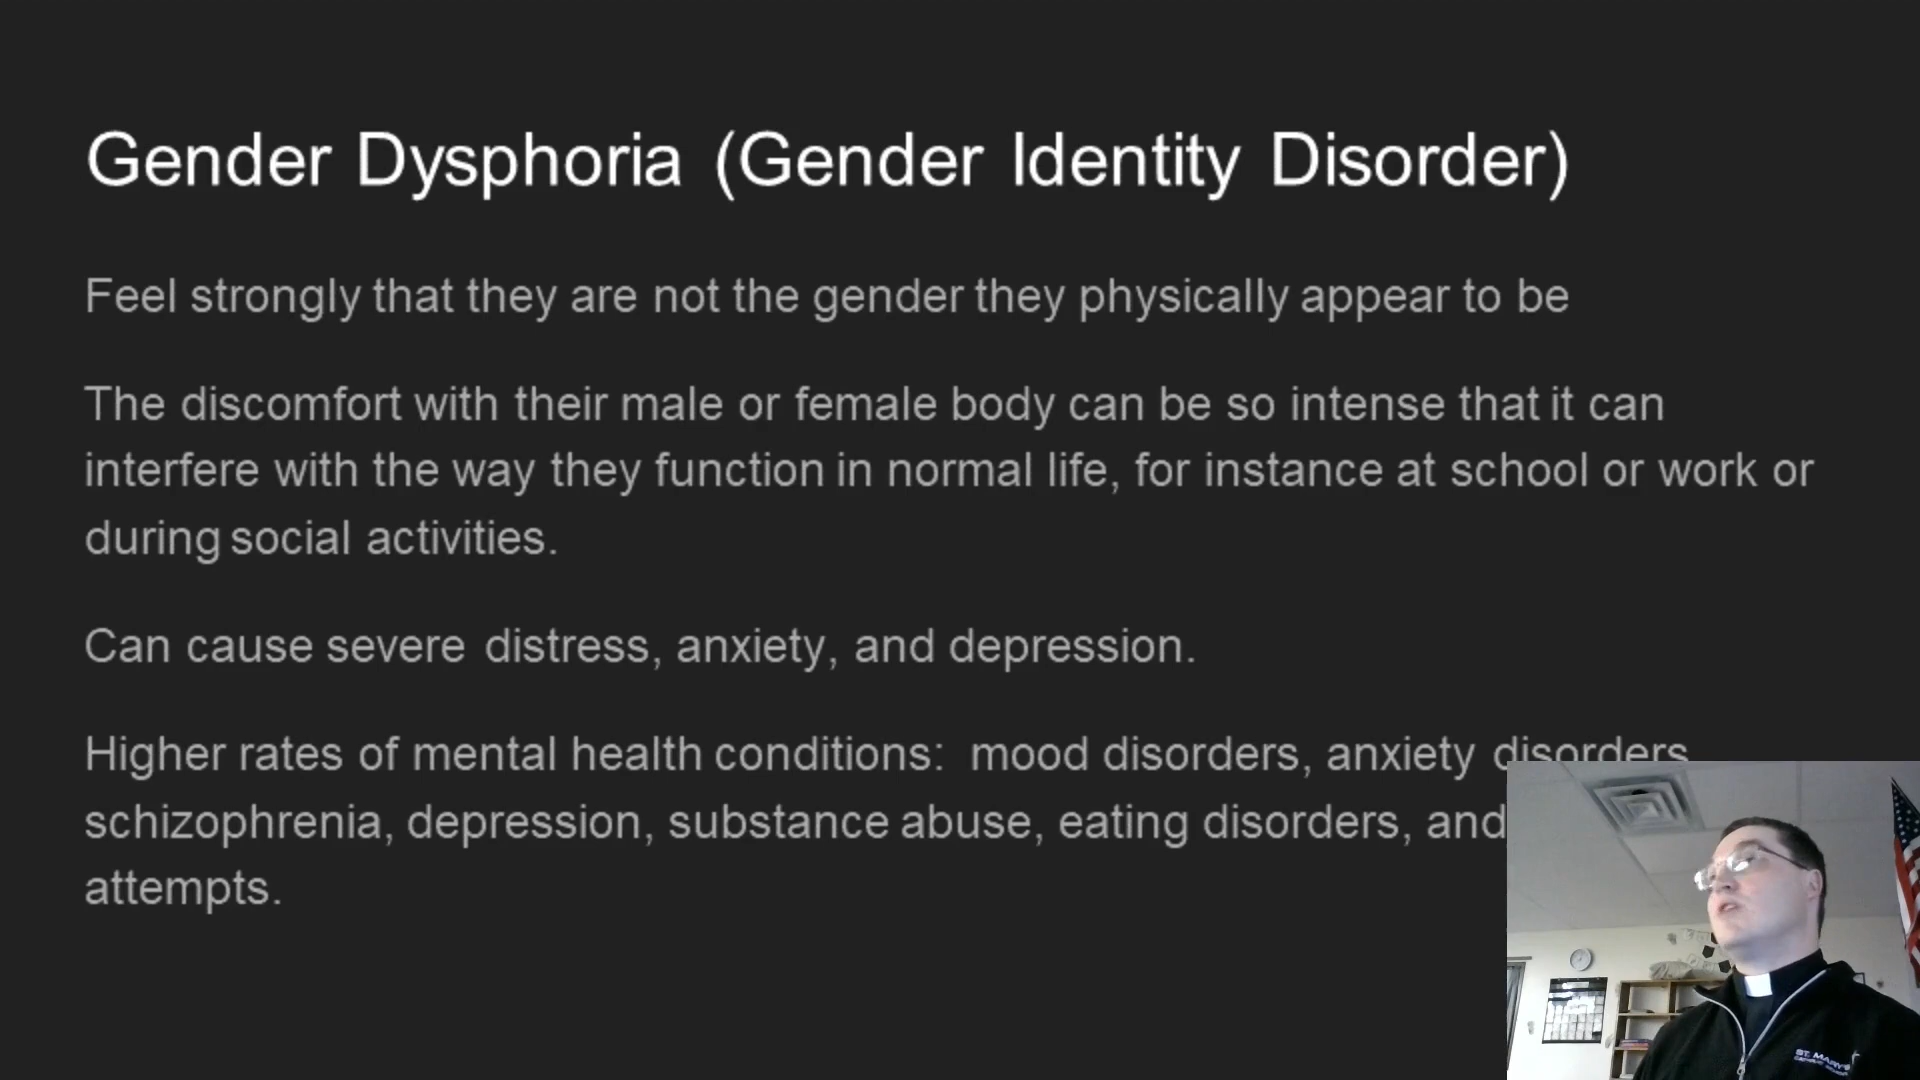 Gender Dysphoria (Gender Identity Disorder)
Feel strongly that they are not the gender they physically appear to be
The discomfort with their male or female body can be so intense that it can
interfere with the way they function in normal life, for instance at school or work or
during social activities.
Can cause severe distress, anxiety, and depression.
Higher rates of mental health conditions: mood disorders, anxiety disorders
schizophrenia, depression, substance abuse, eating disorders, and
attempts.
ST. MARY'S